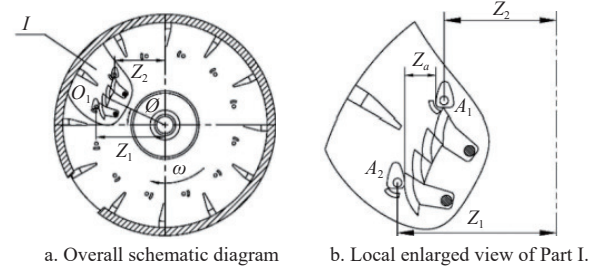 I
Z₂
O₁
Ø
Z₁
ω
a. Overall schematic diagram
Z₂
Zₐ
A₁
A₂
Z₁
b. Local enlarged view of Part I.